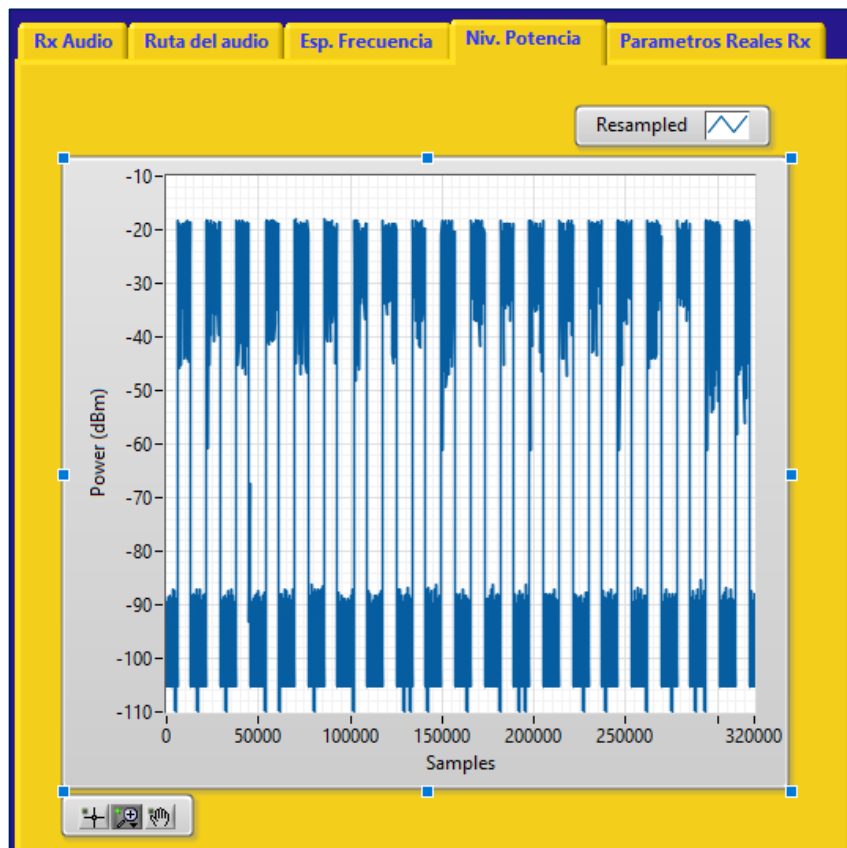 Rx Audio Ruta del audio Esp. Frecuencia Niv. Potencia Parametros Reales Rx
Resampled
-10
-20
-30
-40
-50
-60
-70
-80
-90
-100
-110
Power (dBm)
0 50000 100000 150000 200000 250000 320000
Samples